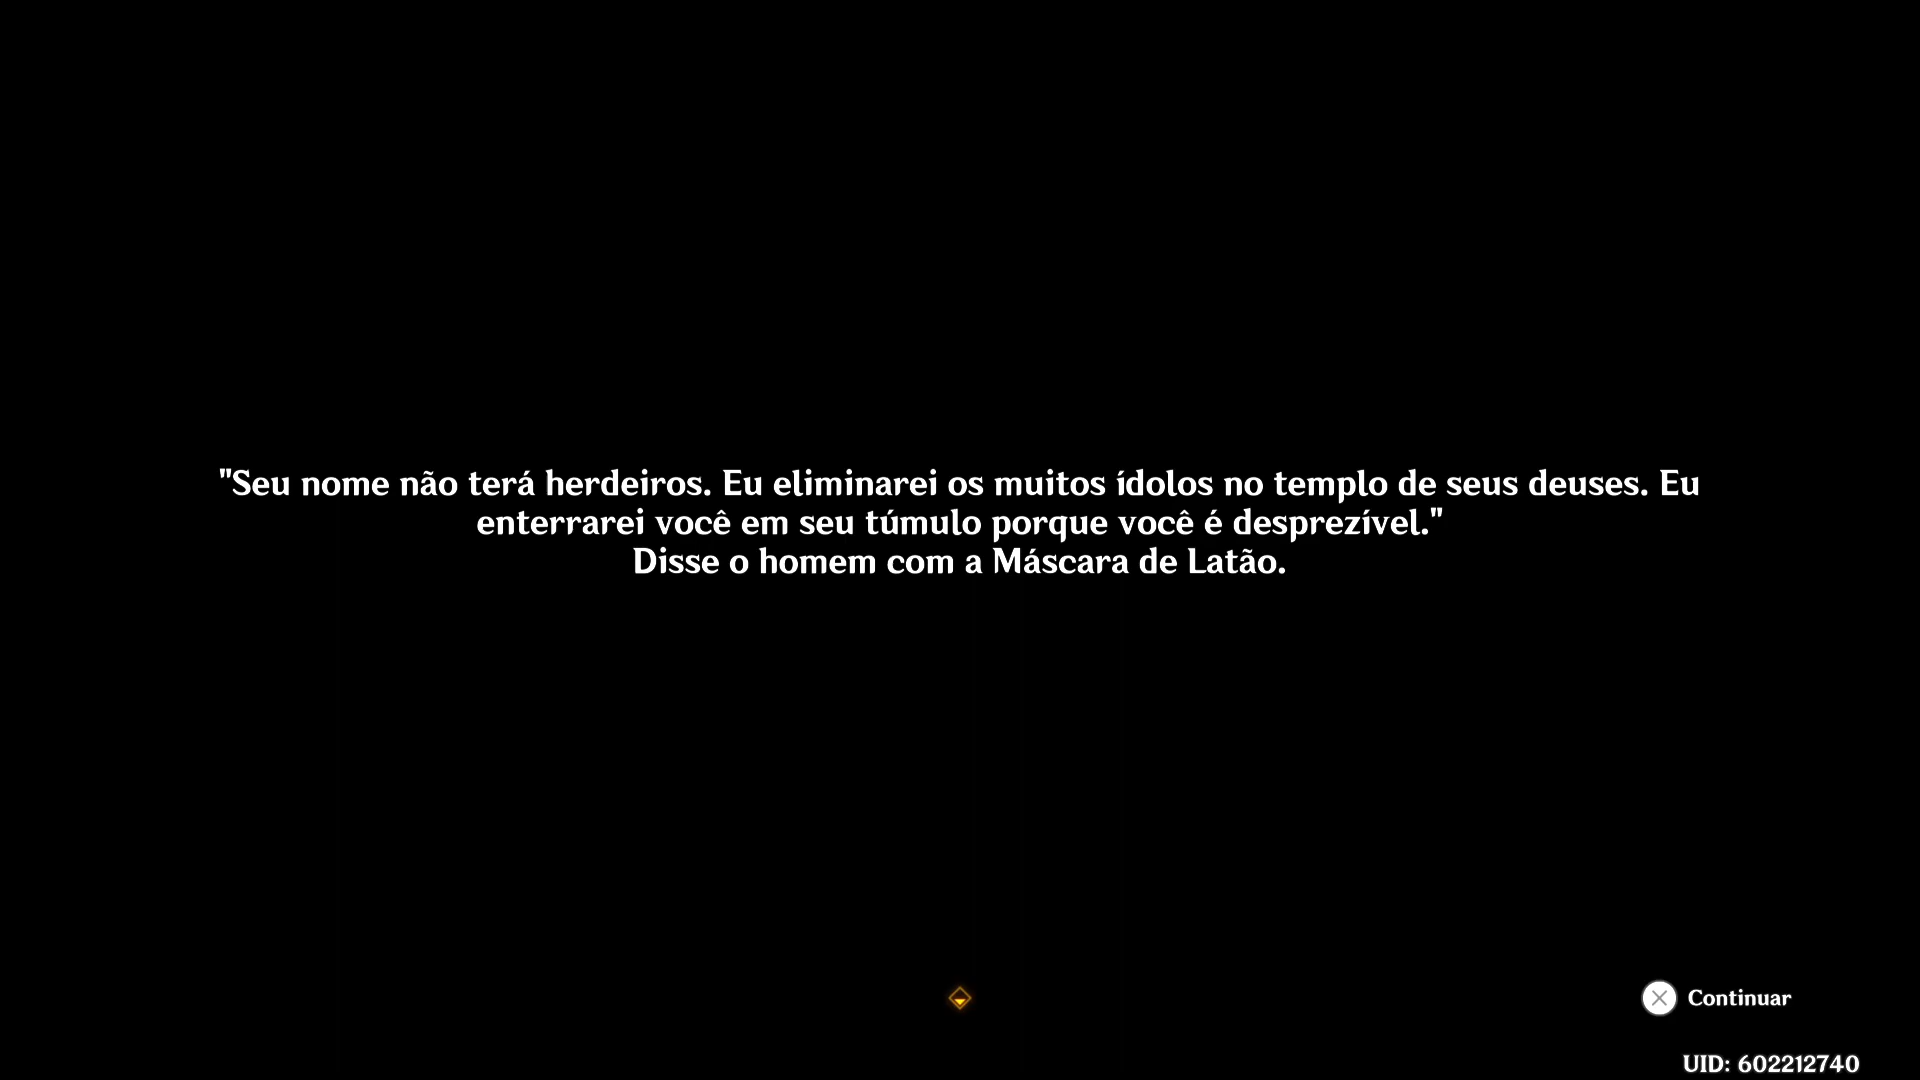 "Seu nome não terá herdeiros. Eu eliminarei os muitos ídolos no templo de seus deuses. Eu
enterrarei você em seu túmulo porque você é desprezível."
Disse o homem com a Máscara de Latão.
Continuar
UID: 602212740